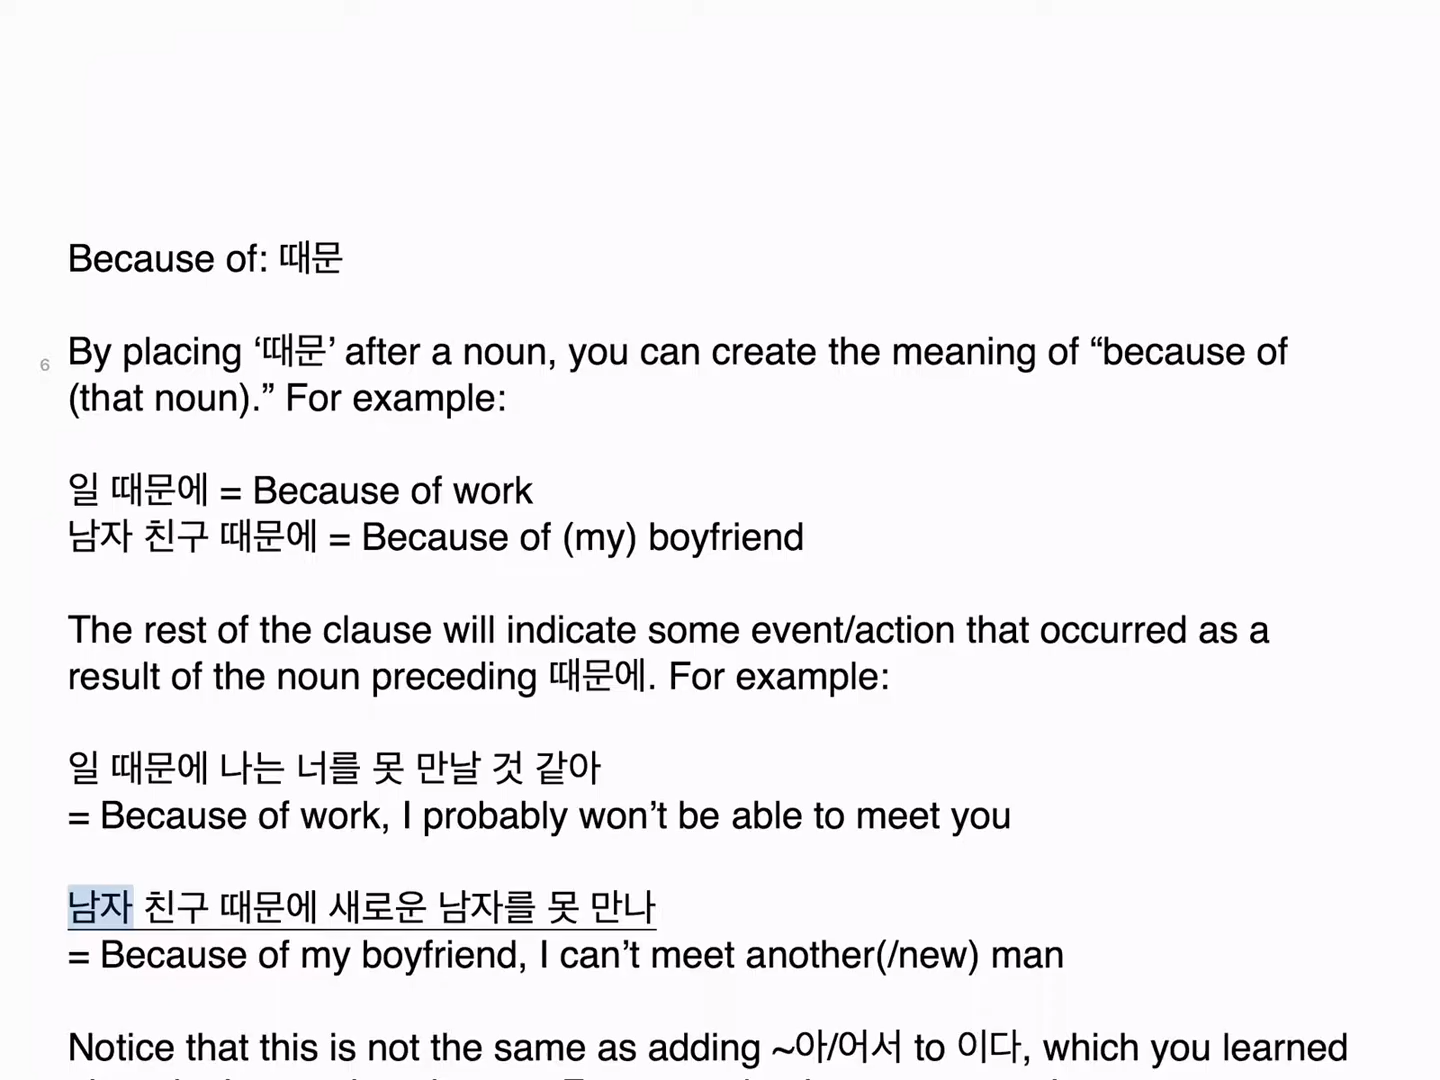 Because of: 때문
6
By placing ‘때문’ after a noun, you can create the meaning of “because of
(that noun).” For example:
일 때문에 = Because of work
남자 친구 때문에 = Because of (my) boyfriend
The rest of the clause will indicate some event/action that occurred as a
result of the noun preceding 때문에. For example:
일 때문에 나는 너를 못 만날 것 같아
= Because of work, I probably won’t be able to meet you
남자 친구 때문에 새로운 남자를 못 만나
= Because of my boyfriend, I can’t meet another(/new) man
Notice that this is not the same as adding ~아/어서 to 이다, which you learned